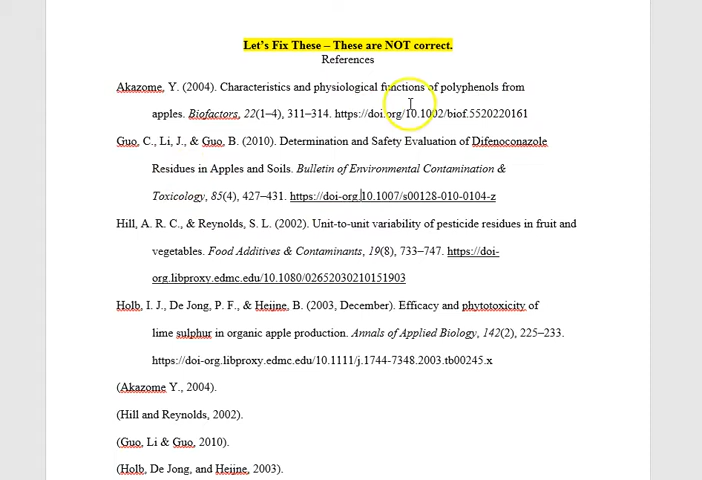 Let's Fix These – These are NOT correct.
References
Akazome, Y. (2004). Characteristics and physiological functions of polyphenols from
apples. Biofactors, 22(1–4), 311–314. https://doi.org/10.1002/biof.5520220161
Guo, C., Li, J., & Guo, B. (2010). Determination and Safety Evaluation of Difenoconazole
Residues in Apples and Soils. Bulletin of Environmental Contamination &
Toxicology, 85(4), 427–431. https://doi-org.10.1007/s00128-010-0104-z
Hill, A. R. C., & Reynolds, S. L. (2002). Unit-to-unit variability of pesticide residues in fruit and
vegetables. Food Additives & Contaminants, 19(8), 733–747. https://doi-
org.libproxy.edmc.edu/10.1080/02652030210151903
Holb, I. J., De Jong, P. F., & Heijne, B. (2003, December). Efficacy and phytotoxicity of
lime sulphur in organic apple production. Annals of Applied Biology, 142(2), 225–233.
https://doi-org.libproxy.edmc.edu/10.1111/j.1744-7348.2003.tb00245.x
(Akazome Y., 2004).
(Hill and Reynolds, 2002).
(Guo, Li & Guo, 2010).
(Holb, De Jong, and Heijne, 2003).